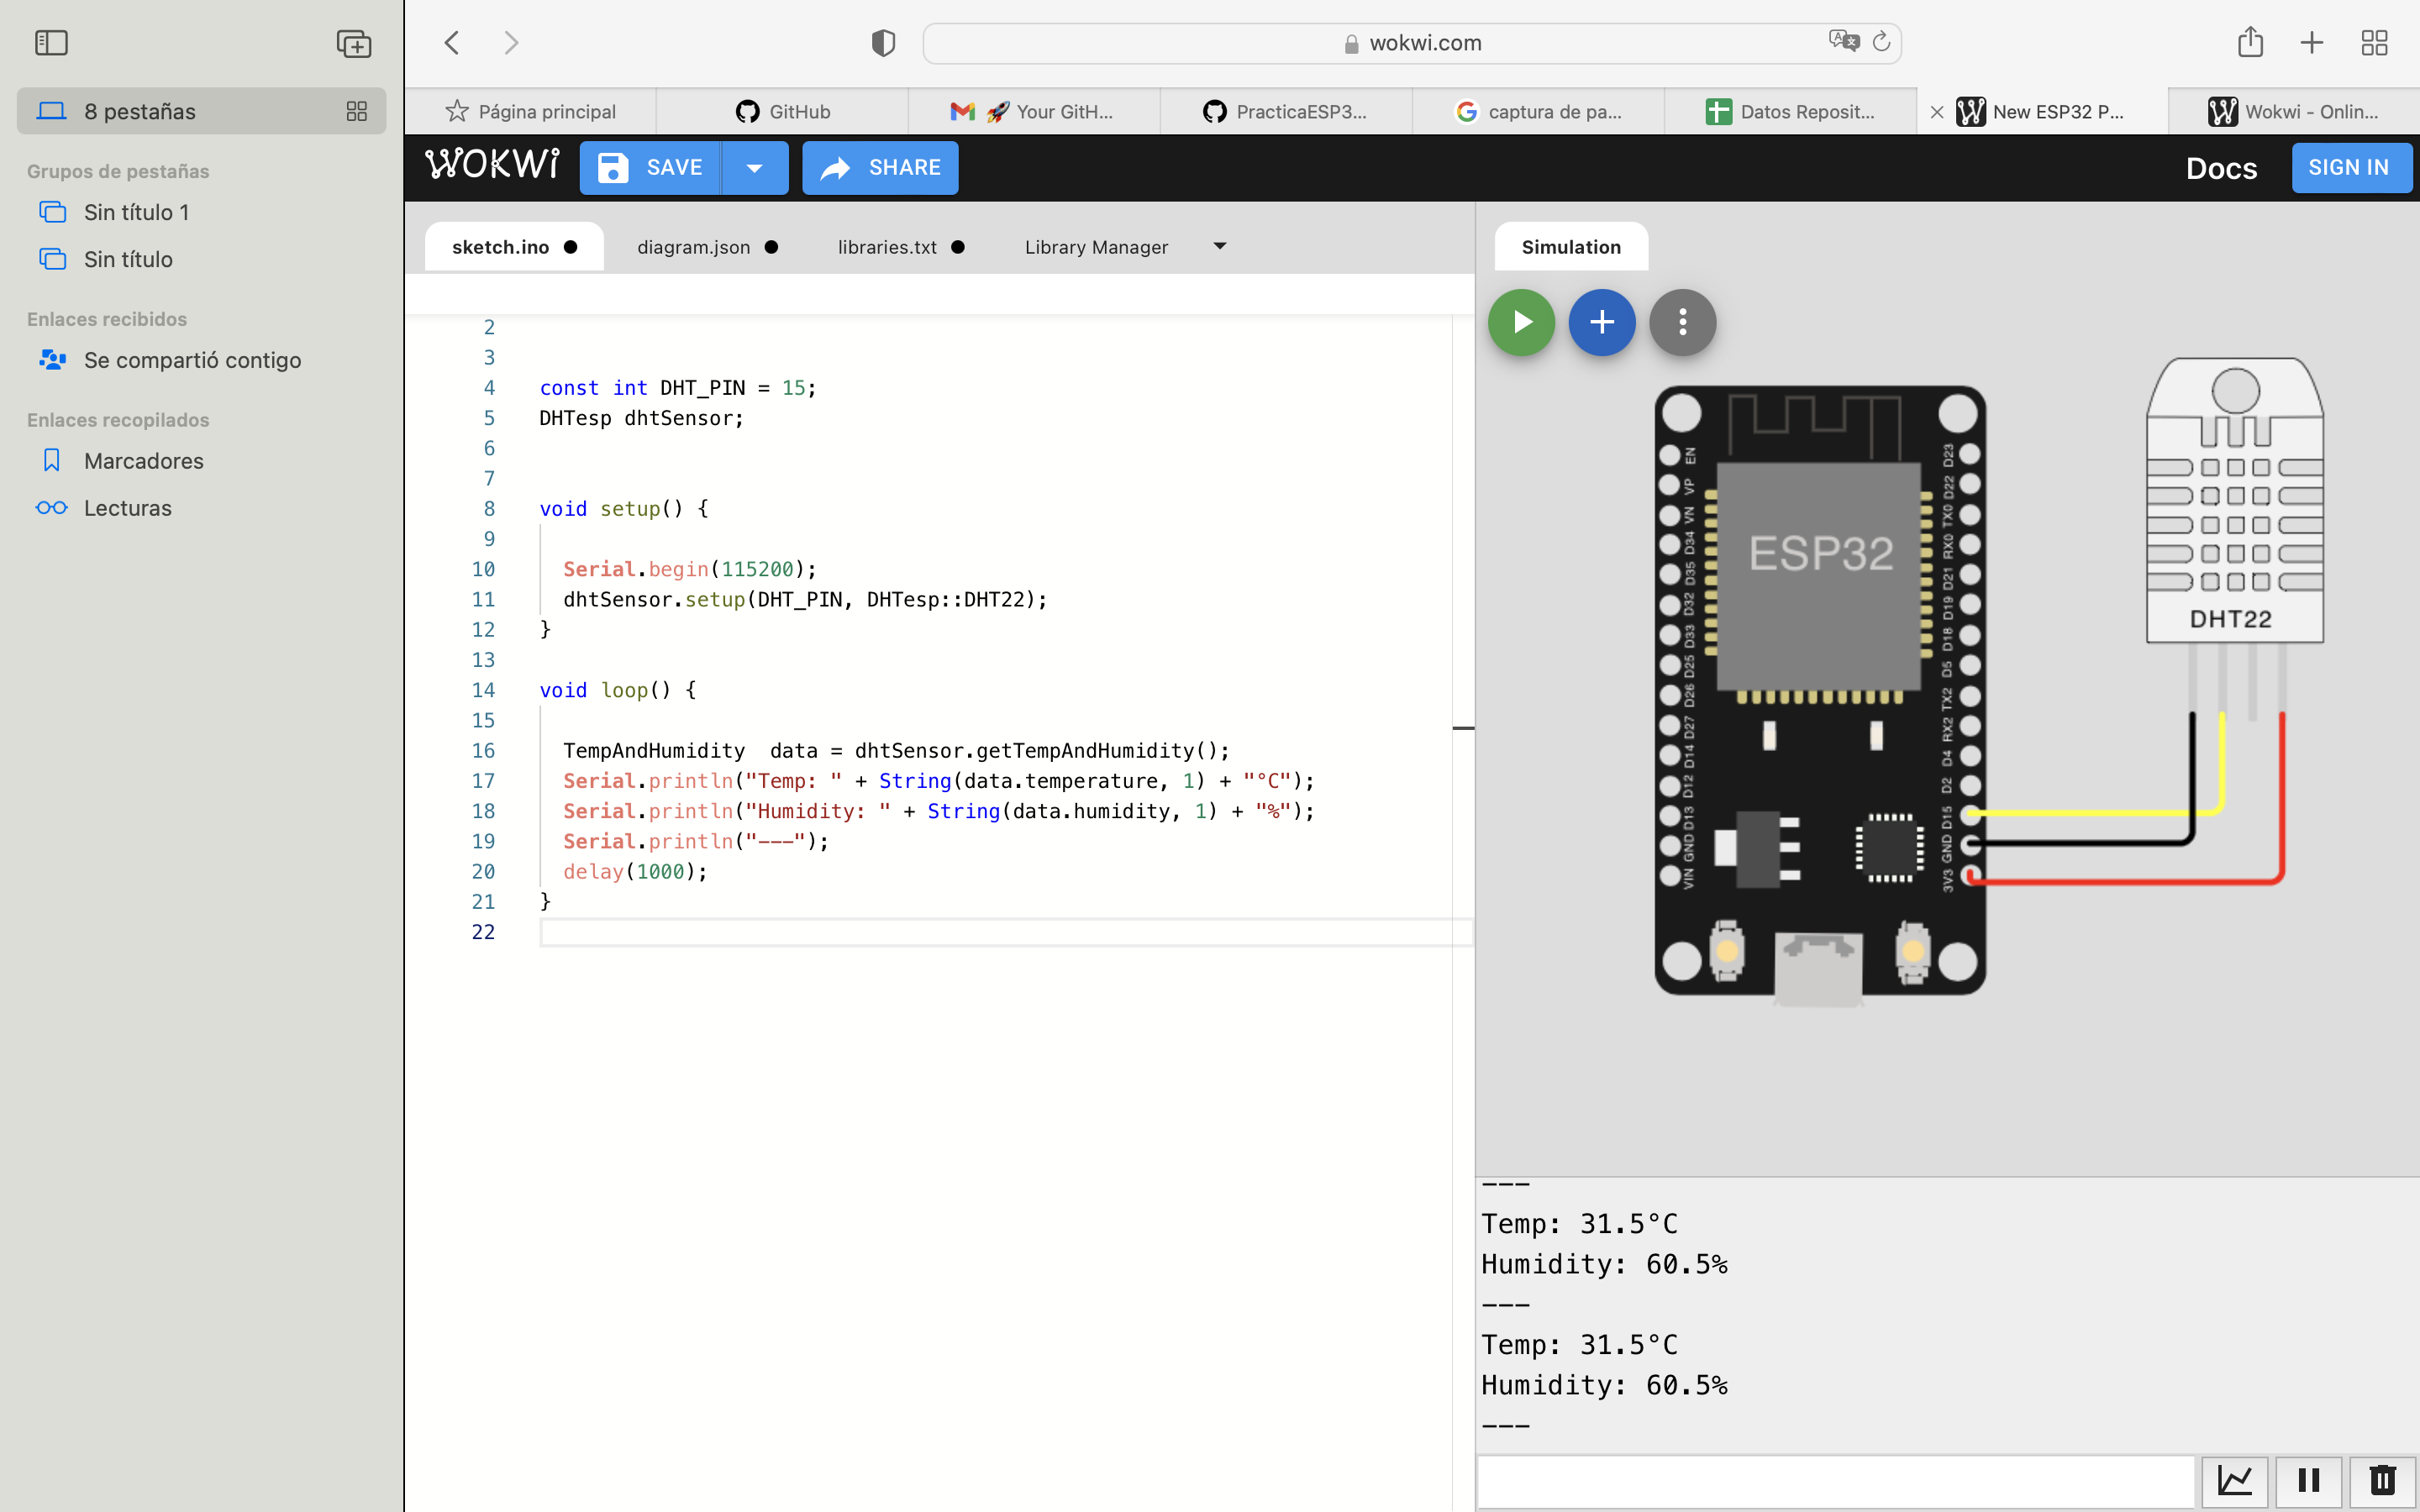 8 pestañas
Grupos de pestañas
Sin título 1
Sin título
Enlaces recibidos
Se compartió contigo
Enlaces recopilados
Marcadores
Lecturas
wokwi.com
Página principal
GitHub
🚀 Your GitH...
PracticaESP3...
captura de pa...
Datos Reposit...
New ESP32 P...
Wokwi - Onlin...
WOKWi
SAVE
SHARE
Docs
SIGN IN
sketch.ino
diagram.json
libraries.txt
Library Manager
2
3
4 const int DHT_PIN = 15;
5 DHTesp dhtSensor;
6
7
8 void setup() {
9
10 Serial.begin(115200);
11 dhtSensor.setup(DHT_PIN, DHTesp::DHT22);
12 }
13
14 void loop() {
15
16 TempAndHumidity  data = dhtSensor.getTempAndHumidity();
17 Serial.println("Temp: " + String(data.temperature, 1) + "°C");
18 Serial.println("Humidity: " + String(data.humidity, 1) + "%");
19 Serial.println("---");
20 delay(1000);
21 }
22
Simulation
ESP32
EN
VP
VN
D34
D35
D32
D33
D25
D26
D27
D14
D12
D13
GND
VIN
D23
D22
TX0
RX0
D21
D19
D18
D5
TX2
RX2
D4
D2
D15
GND
3V3
DHT22
---
Temp: 31.5°C
Humidity: 60.5%
---
Temp: 31.5°C
Humidity: 60.5%
---